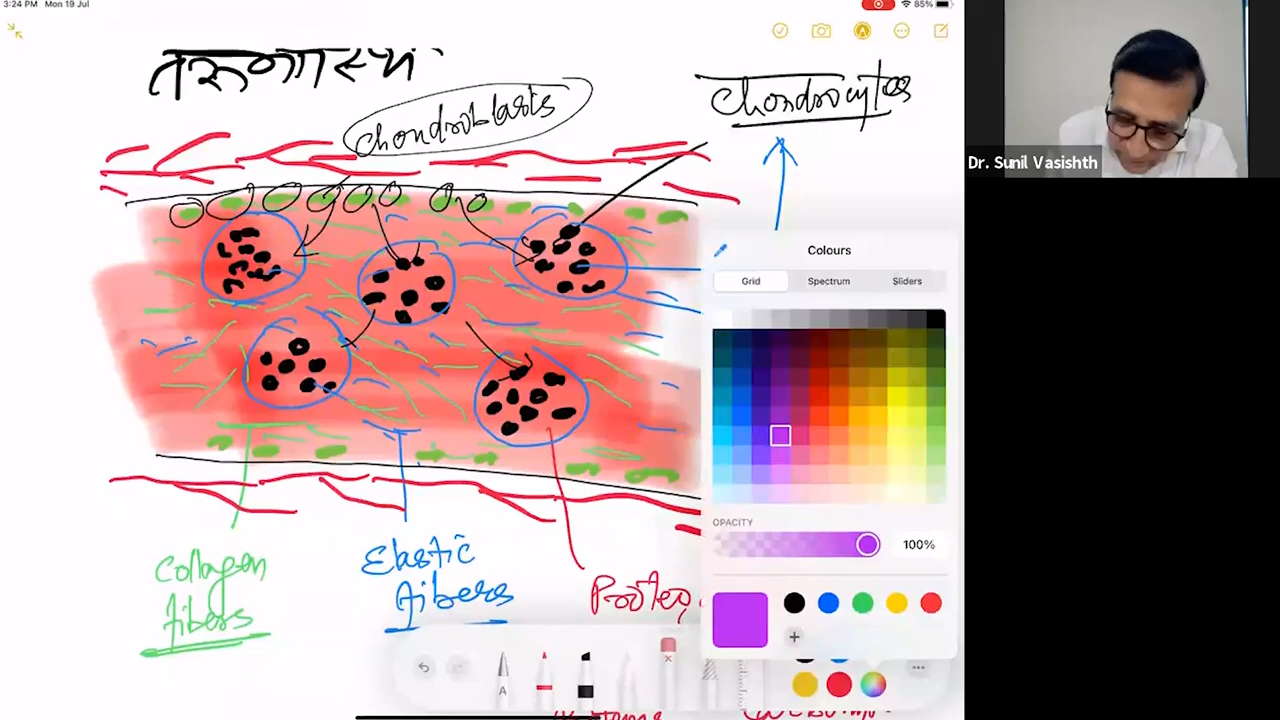 3:24 PM Mon 19 Jul
85%
तरूणास्थ
Chondroblasts
Chondrocytes
Dr. Sunil Vasishth
Colours
Grid
Spectrum
Sliders
OPACITY
100%
Collagen
fibers
Elastic
fibers
Proteo
A